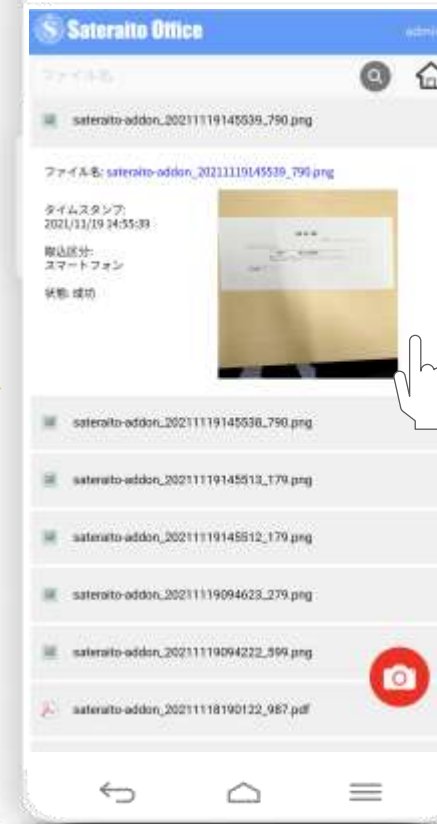 Sateraito Office
admin
ファイル名
sateraito-addon_20211119145539_790.png
ファイル名: sateraito-addon_20211119145539_790.png
タイムスタンプ:
2021/11/19 14:55:39
取込区分:
スマートフォン
状態: 成功
sateraito-addon_20211119145538_790.png
sateraito-addon_20211119145513_179.png
sateraito-addon_20211119145512_179.png
sateraito-addon_20211119094623_279.png
sateraito-addon_20211119094222_599.png
sateraito-addon_20211118190122_987.pdf